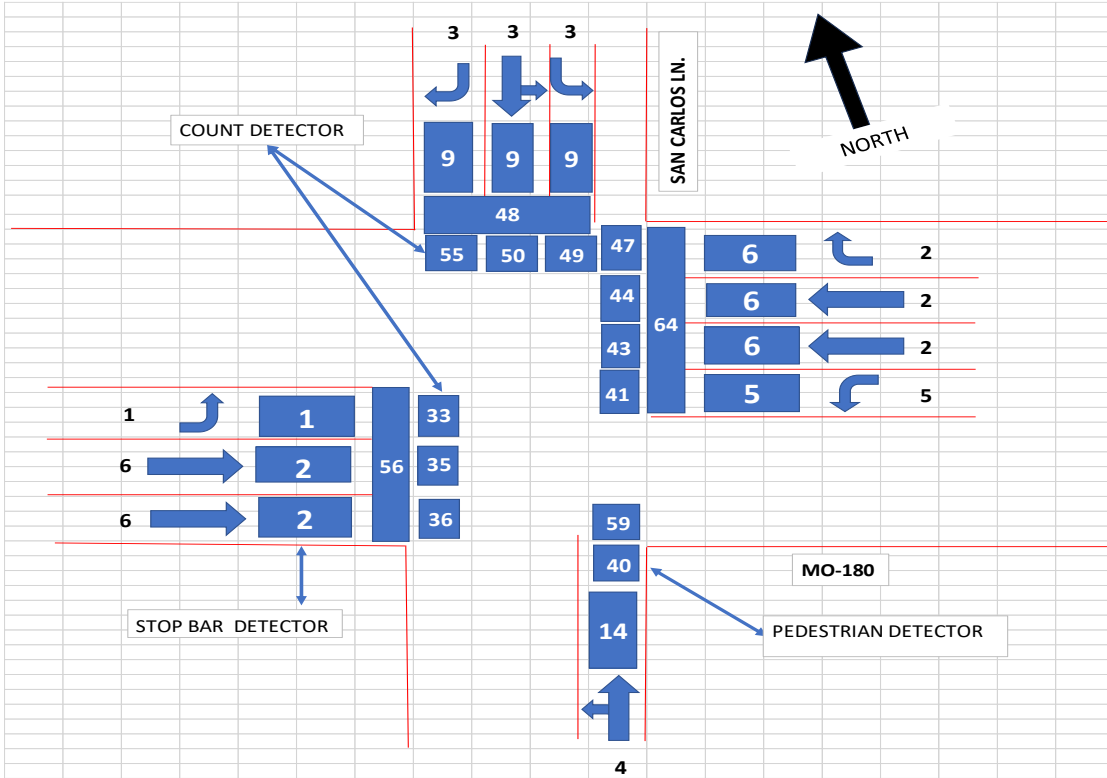 3 3 3
COUNT DETECTOR
SAN CARLOS LN.
NORTH
9 9 9
48
55 50 49
47 6 2
44 6 2
64
43 6 2
41 5 5
1 1 33
6 2 56 35
6 2 36
59
40
MO-180
STOP BAR DETECTOR
14
PEDESTRIAN DETECTOR
4